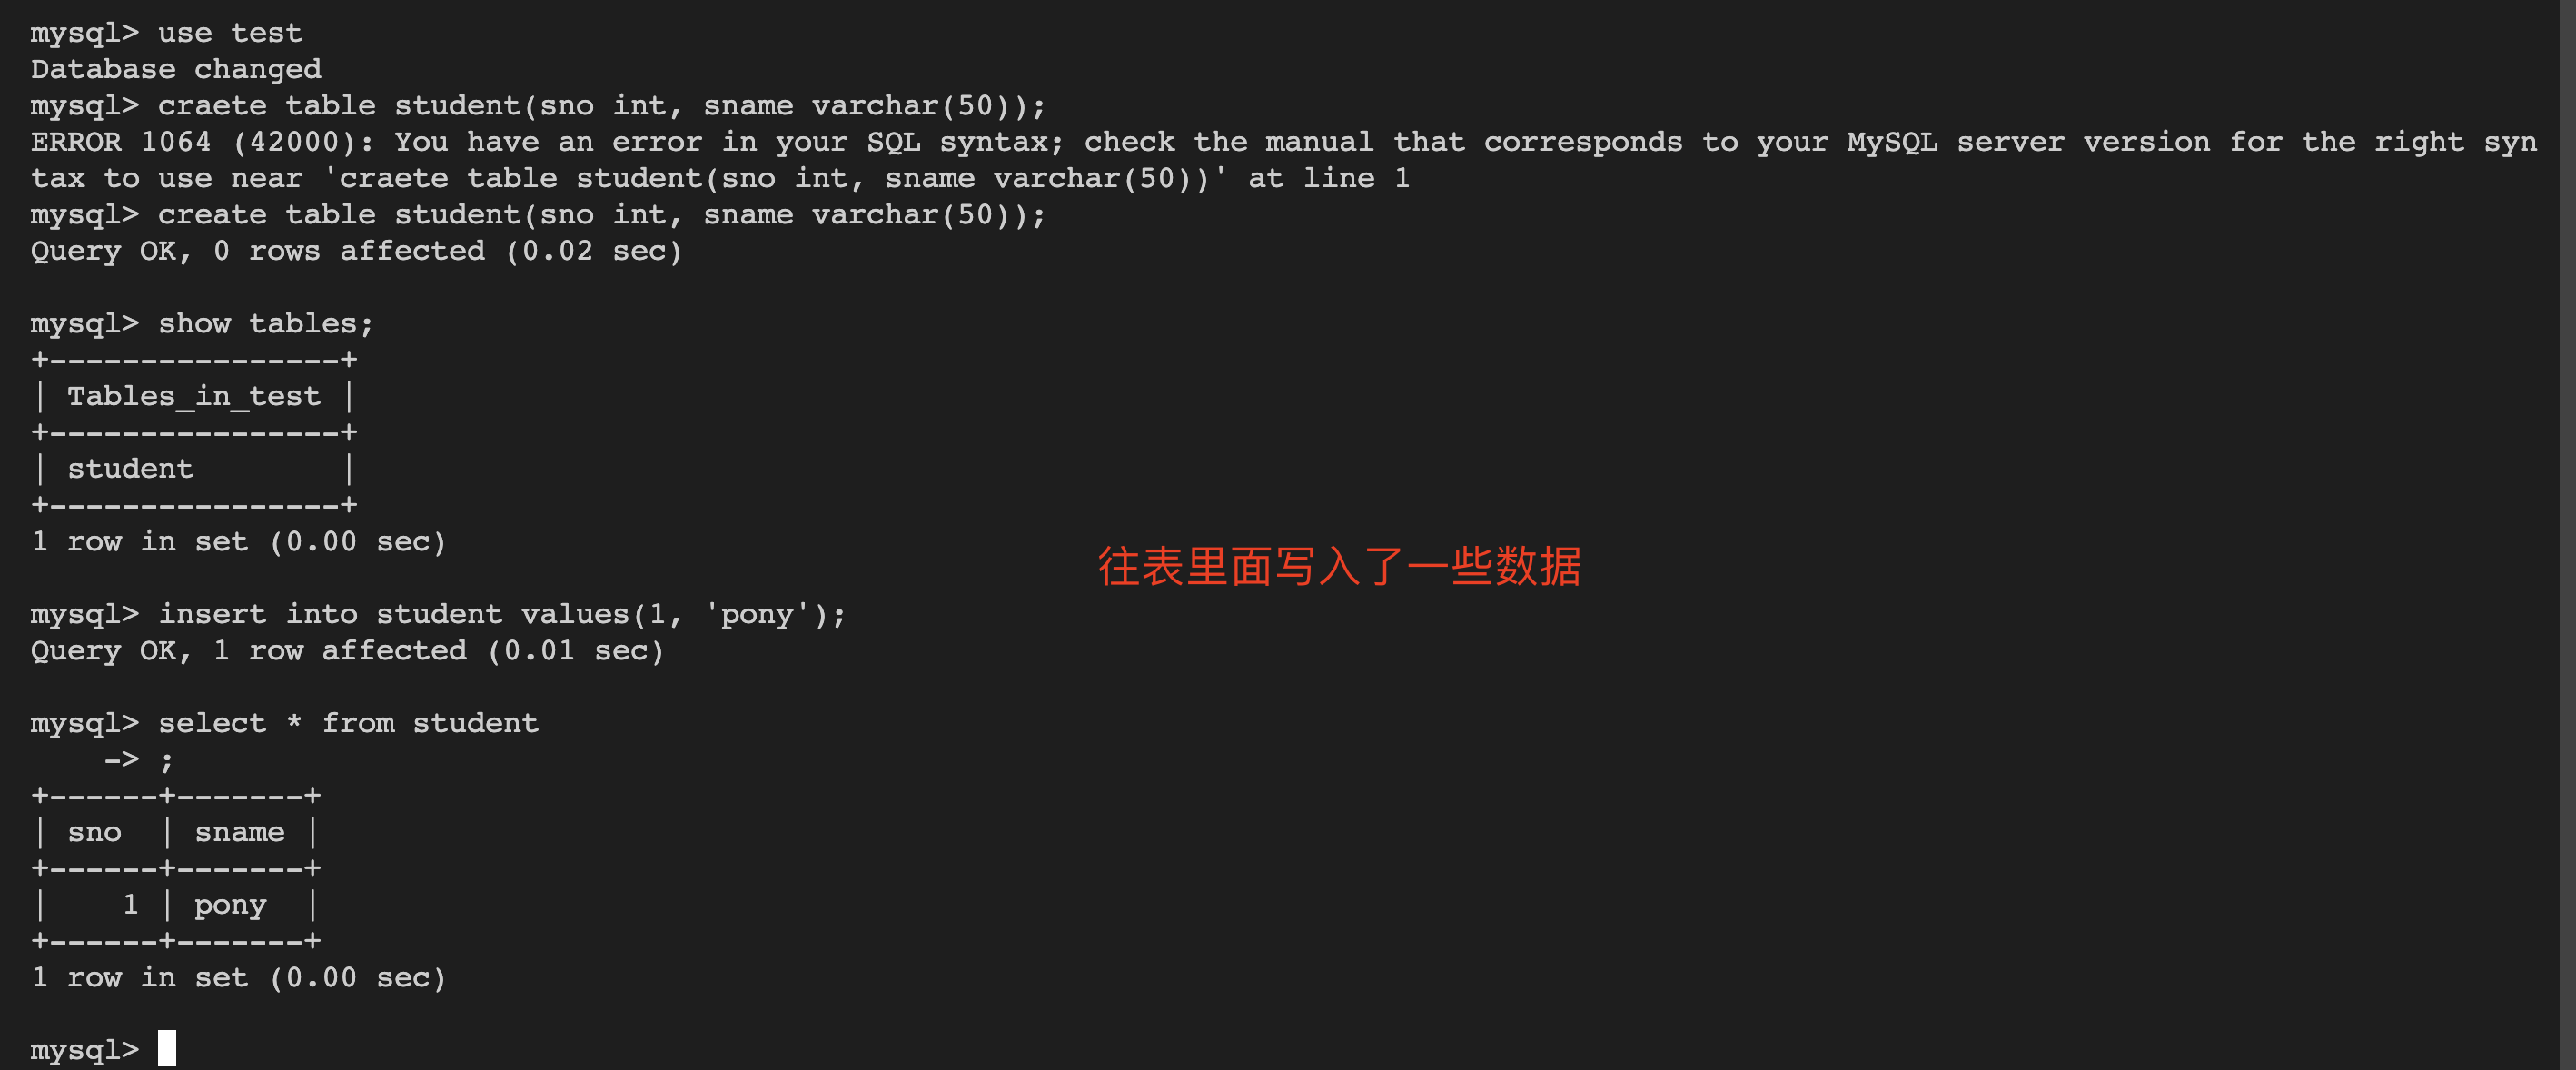 mysql> use test
Database changed
mysql> craete table student(sno int, sname varchar(50));
ERROR 1064 (42000): You have an error in your SQL syntax; check the manual that corresponds to your MySQL server version for the right syn
tax to use near 'craete table student(sno int, sname varchar(50))' at line 1
mysql> create table student(sno int, sname varchar(50));
Query OK, 0 rows affected (0.02 sec)

mysql> show tables;
+----------------+
| Tables_in_test |
+----------------+
| student        |
+----------------+
1 row in set (0.00 sec)
往表里面写入了一些数据
mysql> insert into student values(1, 'pony');
Query OK, 1 row affected (0.01 sec)

mysql> select * from student
    -> ;
+------+-------+
| sno  | sname |
+------+-------+
|    1 | pony  |
+------+-------+
1 row in set (0.00 sec)

mysql>